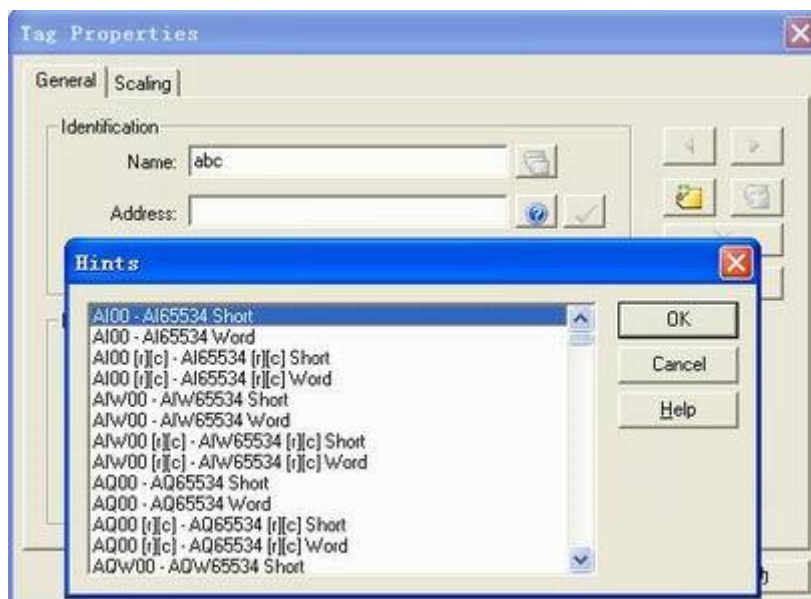 Tag Properties
General Scaling
Identification
Name: abc
Address:
Hints
AI00 - AI65534 Short
AI00 - AI65534 Word
AI00 [r][c] - AI65534 [r][c] Short
AI00 [r][c] - AI65534 [r][c] Word
AIW00 - AIW65534 Short
AIW00 - AIW65534 Word
AIW00 [r][c] - AIW65534 [r][c] Short
AIW00 [r][c] - AIW65534 [r][c] Word
AQ00 - AQ65534 Short
AQ00 - AQ65534 Word
AQ00 [r][c] - AQ65534 [r][c] Short
AQ00 [r][c] - AQ65534 [r][c] Word
AQW00 - AQW65534 Short
OK
Cancel
Help